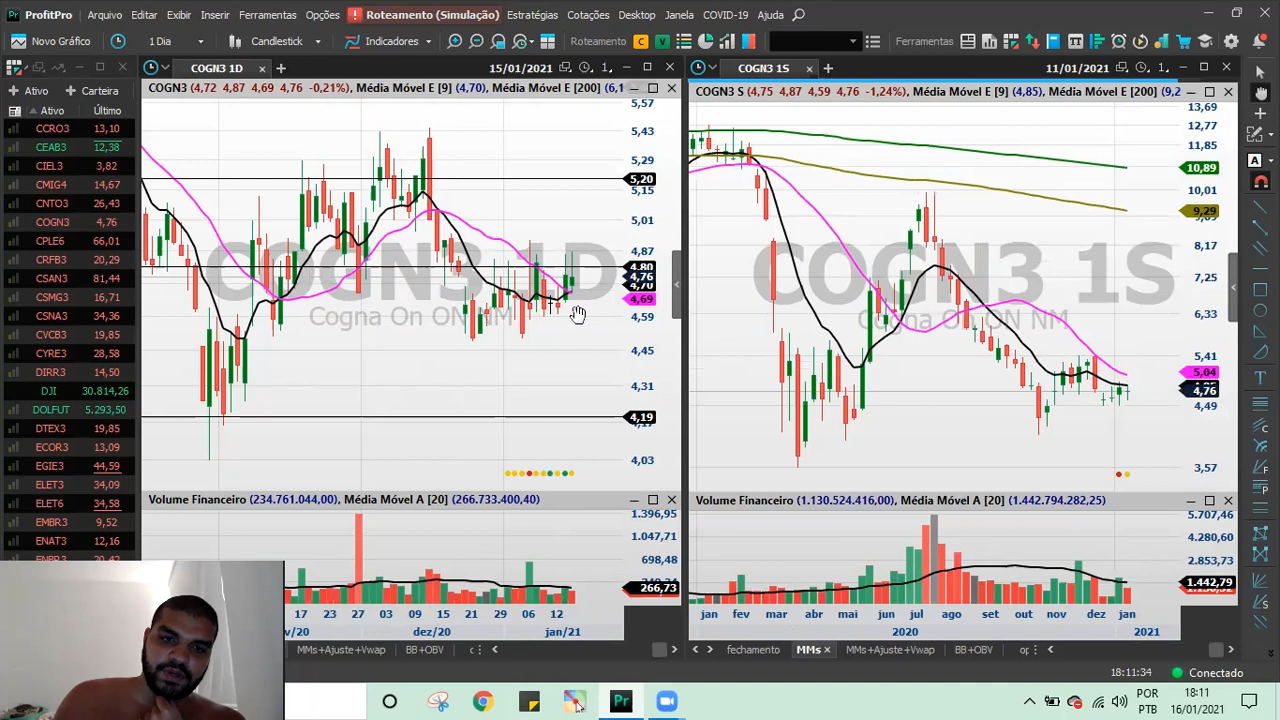 ProfitPro
Arquivo Exibir Inserir Ferramentas Opções ! Roteamento (Simulação) Estratégias Cotações Desktop Janela COVID-19 Ajuda
Novo Gráfico 1 Dia Candlestick Indicadores Roteamento C V Ferramentas
COGN3 1D 15/01/2021 1
COGN3 1S 11/01/2021 1
COGN3 (4,72 4,87 4,69 4,76 -0,21%), Média Móvel E [9] (4,70), Média Móvel E [200] (6,1
COGN3 S (4,75 4,87 4,59 4,76 -1,24%), Média Móvel E [9] (4,85), Média Móvel E [200] (9,2
Ativo Carteira
Ativo Último
CCRO3 13,10
CEAB3 12,38
CIEL3 3,82
CMIG4 14,67
CNTO3 26,43
COGN3 4,76
CPLE6 66,01
CRFB3 20,29
CSAN3 81,44
CSMG3 16,71
CSNA3 34,36
CVCB3 19,85
CYRE3 28,58
DIRR3 14,50
DJI 30.814,26
DOLFUT 5.293,50
DTEX3 19,85
ECOR3 13,09
EGIE3 44,59
ELET3 34,09
ELET6 34,58
EMBR3 9,52
ENAT3 12,16
5,57
5,43
5,29
5,20
5,15
5,01
4,87
4,80
4,76
4,70
4,69
4,59
4,45
4,31
4,19
4,03
COGN3 1D
Cogna On ON NM
13,69
12,77
11,85
10,89
10,01
9,29
8,17
7,25
6,33
5,41
5,04
4,76
4,49
3,57
COGN3 1S
Cogna On ON NM
Volume Financeiro (234.761.044,00), Média Móvel A [20] (266.733.400,40)
1.396,95
1.047,71
698,48
266,73
Volume Financeiro (1.130.524.416,00), Média Móvel A [20] (1.442.794.282,25)
5.707,46
4.280,60
2.853,73
1.442,79
17 27 03 09 15 21 29 06 12
v/20 dez/20 jan/21
jan fev mar abr mai jun jul ago set out nov dez jan
2020 2021
MMs+Ajuste+Vwap BB+OBV
fechamento MMs MMs+Ajuste+Vwap BB+OBV
18:11:34 Conectado
POR
PTB
18:11
16/01/2021